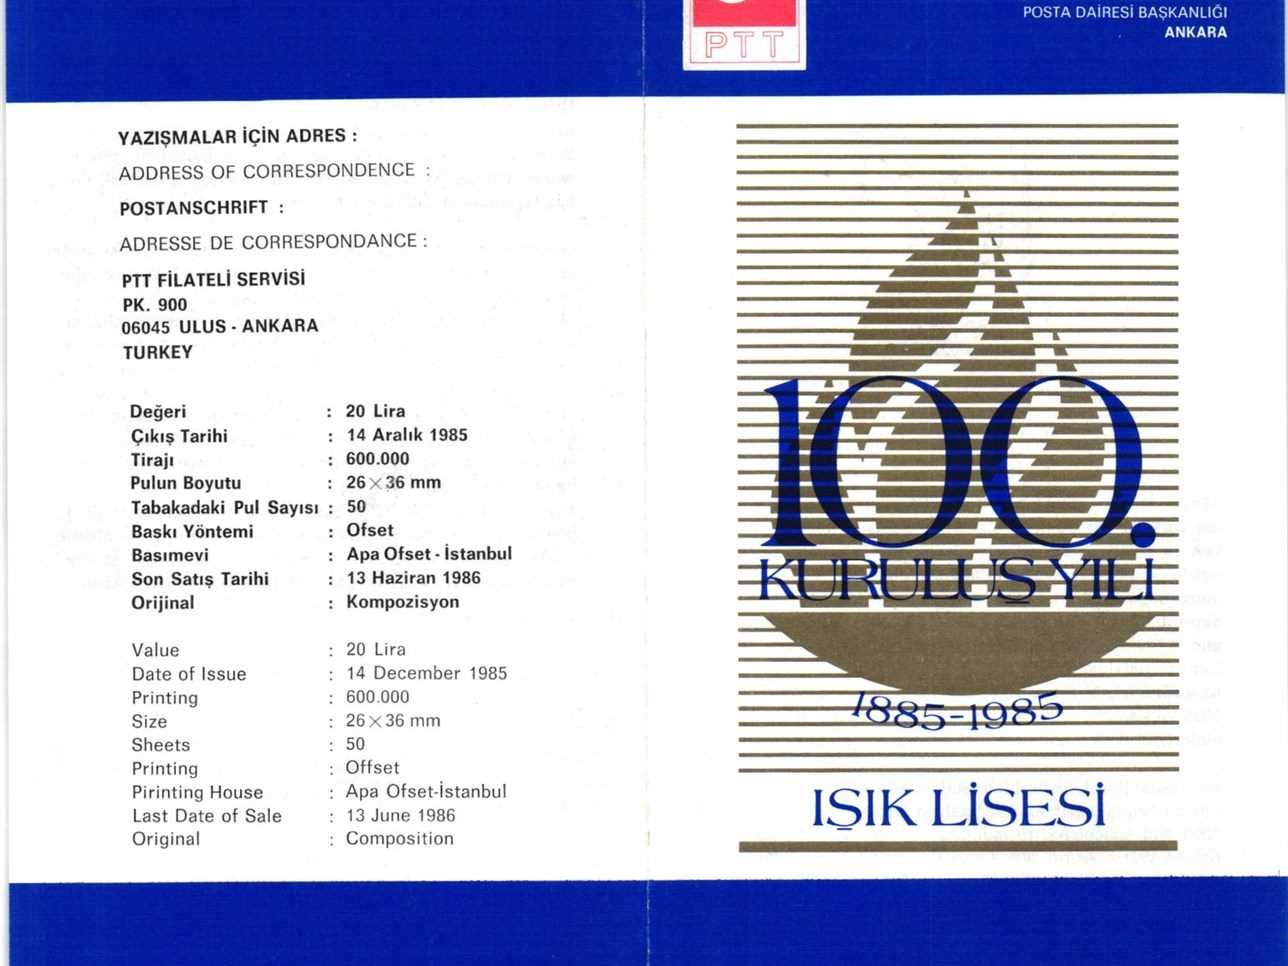 PTT
POSTA DAİRESİ BAŞKANLIĞI
ANKARA
YAZIŞMALAR İÇİN ADRES :
ADDRESS OF CORRESPONDENCE :
POSTANSCHRIFT :
ADRESSE DE CORRESPONDANCE :
PTT FİLATELİ SERVİSİ
PK. 900
06045 ULUS - ANKARA
TURKEY
Değeri : 20 Lira
Çıkış Tarihi : 14 Aralık 1985
Tirajı : 600.000
Pulun Boyutu : 26×36 mm
Tabakadaki Pul Sayısı : 50
Baskı Yöntemi : Ofset
Basımevi : Apa Ofset - İstanbul
Son Satış Tarihi : 13 Haziran 1986
Orijinal : Kompozisyon
Value : 20 Lira
Date of Issue : 14 December 1985
Printing : 600.000
Size : 26×36 mm
Sheets : 50
Printing : Offset
Pirinting House : Apa Ofset-İstanbul
Last Date of Sale : 13 June 1986
Original : Composition
100.
KURULUŞ YILI
1885-1985
IŞIK LİSESİ